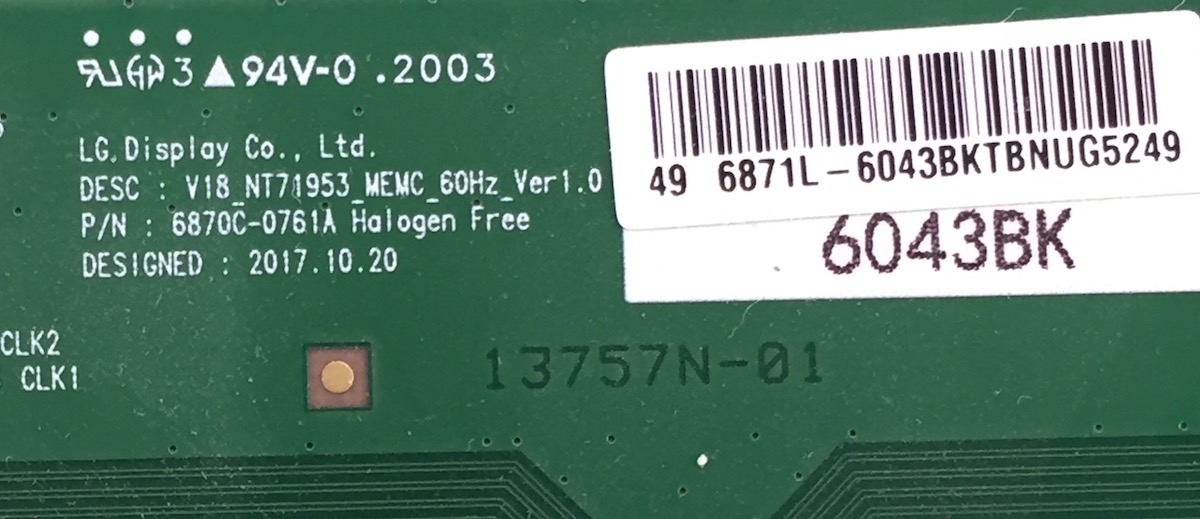 GW 3 ▲ 94V-0 .2003
LG.Display Co., Ltd.
DESC : V18_NT71953_MEMC_60Hz_Ver1.0
P/N : 6870C-0761A Halogen Free
DESIGNED : 2017.10.20
49 6871L-6043BKTBNUG5249
6043BK
CLK2
CLK1
13757N-01